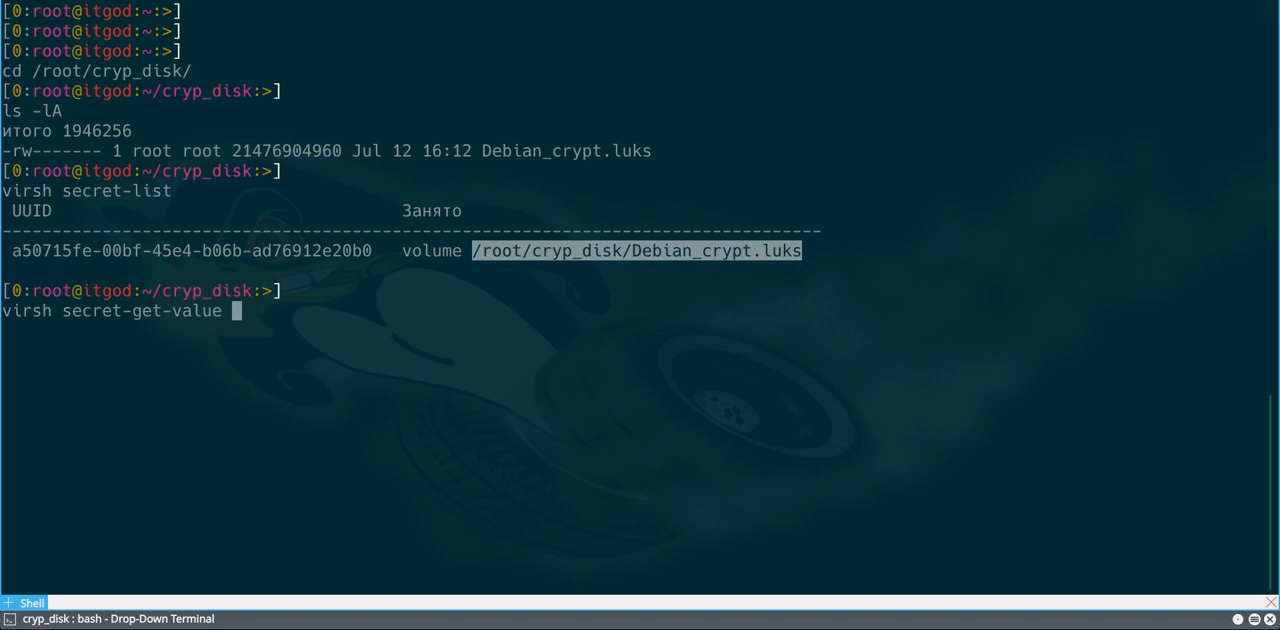 [0:root@itgod:~:>]
[0:root@itgod:~:>]
[0:root@itgod:~:>]
cd /root/cryp_disk/
[0:root@itgod:~/cryp_disk:>]
ls -lA
итого 1946256
-rw------- 1 root root 21476904960 Jul 12 16:12 Debian_crypt.luks
[0:root@itgod:~/cryp_disk:>]
virsh secret-list
UUID Занято
----------------------------------------------------------------------------------
a50715fe-00bf-45e4-b06b-ad76912e20b0 volume /root/cryp_disk/Debian_crypt.luks
[0:root@itgod:~/cryp_disk:>]
virsh secret-get-value
Shell
cryp_disk : bash - Drop-Down Terminal